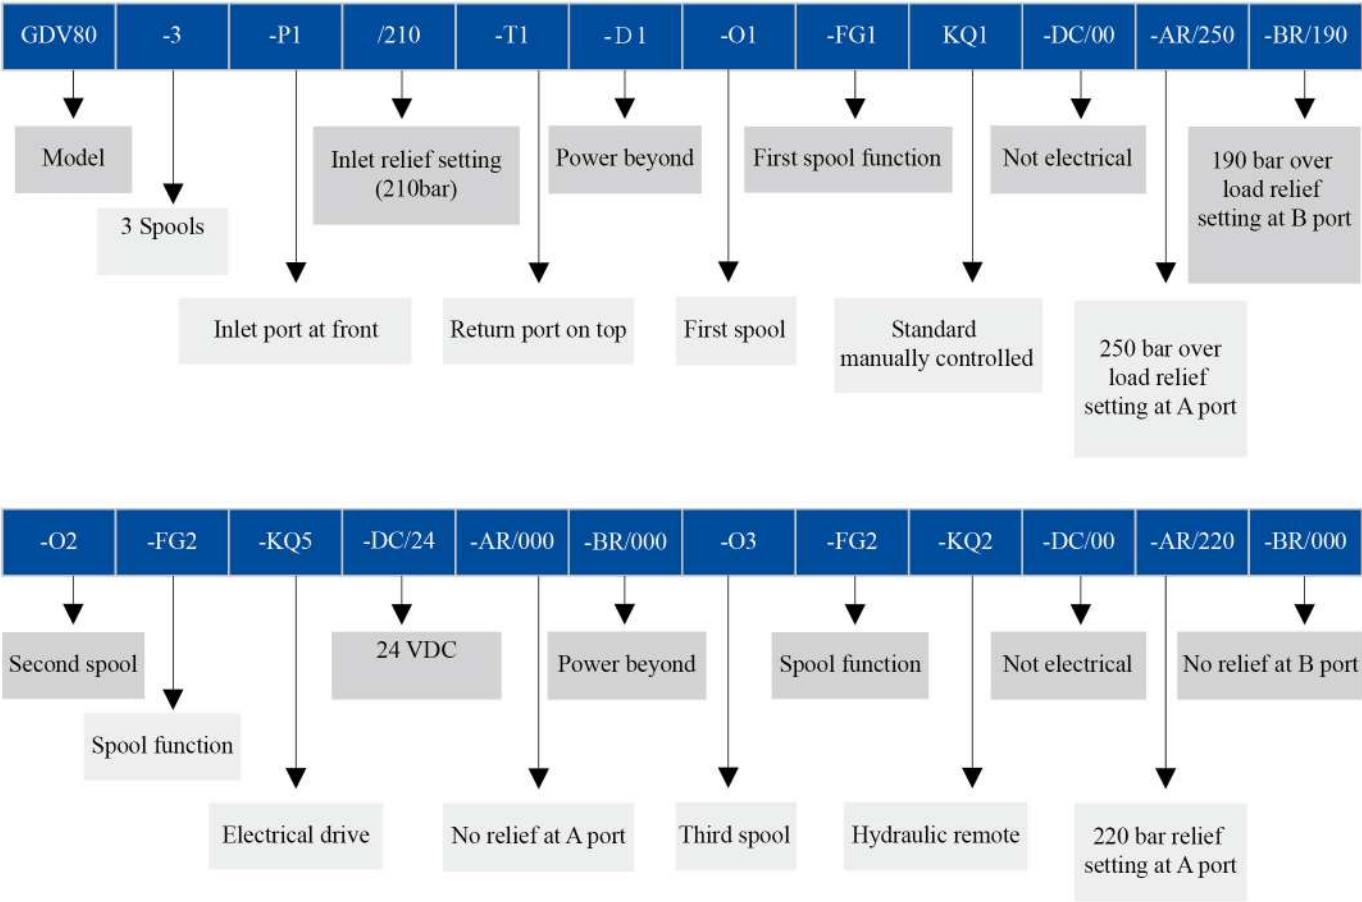 GDV80 -3 -P1 /210 -T1 -D1 -O1 -FG1 KQ1 -DC/00 -AR/250 -BR/190
Model
3 Spools
Inlet port at front
Inlet relief setting
(210bar)
Return port on top
Power beyond
First spool
First spool function
Standard
manually controlled
Not electrical
250 bar over
load relief
setting at A port
190 bar over
load relief
setting at B port
-O2 -FG2 -KQ5 -DC/24 -AR/000 -BR/000 -O3 -FG2 -KQ2 -DC/00 -AR/220 -BR/000
Second spool
Spool function
Electrical drive
24 VDC
No relief at A port
Power beyond
Third spool
Spool function
Hydraulic remote
Not electrical
220 bar relief
setting at A port
No relief at B port